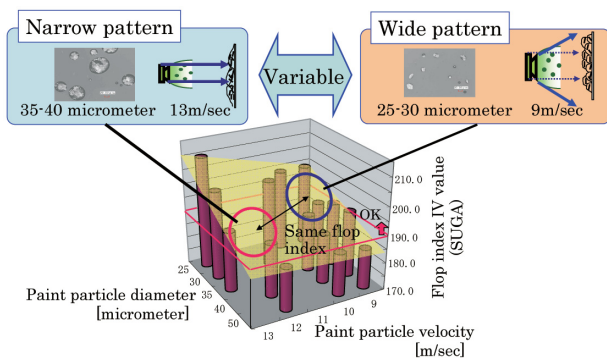 Narrow pattern
35-40 micrometer 13m/sec
Variable
Wide pattern
25-30 micrometer 9m/sec
210.0
200.0
190.0
180.0
170.0
Flop index IV value
(SUGA)
OK
Same flop
index
25
30
35
40
50
Paint particle diameter
[micrometer]
13
12
11
10
9
Paint particle velocity
[m/sec]